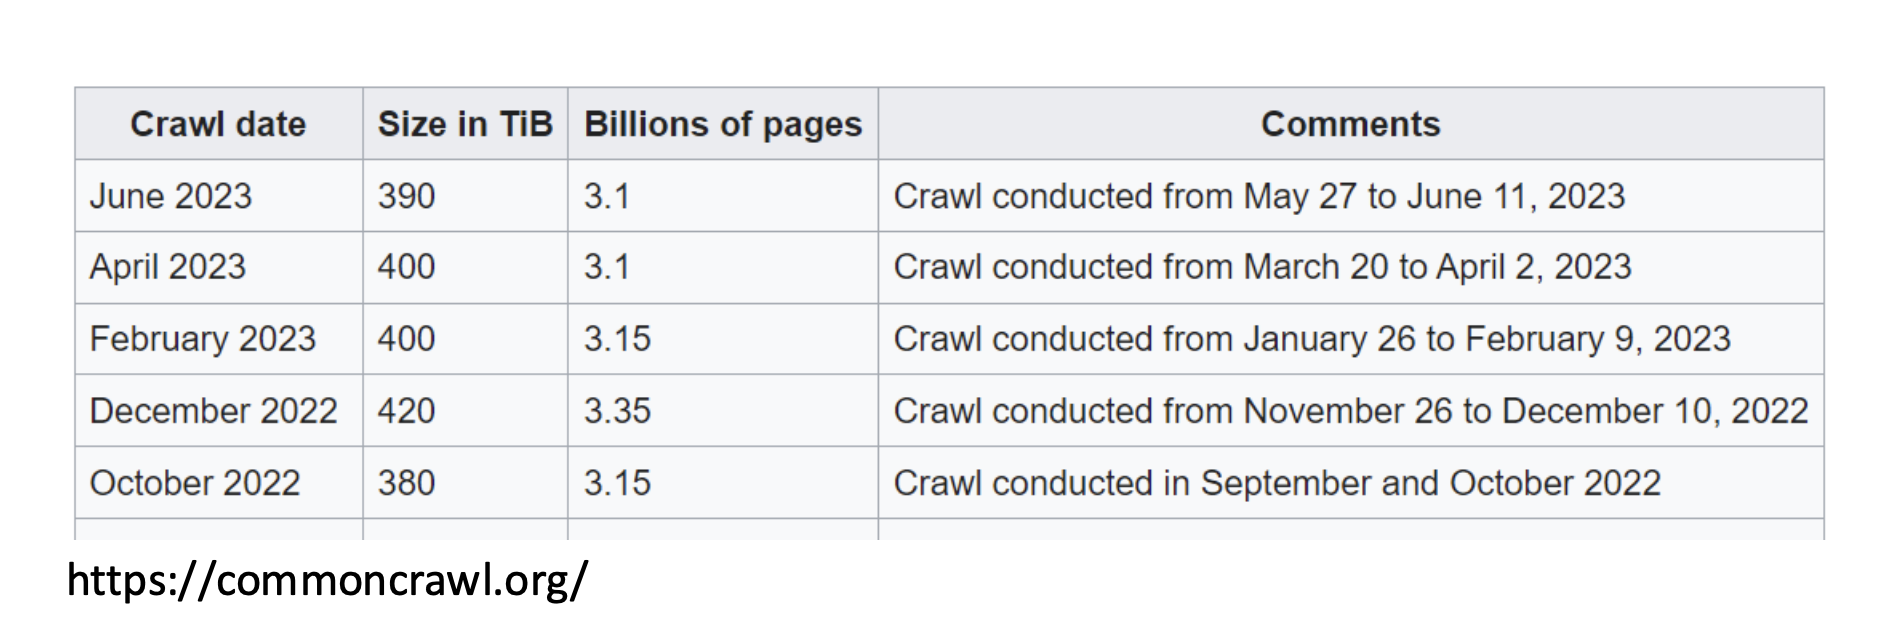 Crawl date Size in TiB Billions of pages Comments
June 2023 390 3.1 Crawl conducted from May 27 to June 11, 2023
April 2023 400 3.1 Crawl conducted from March 20 to April 2, 2023
February 2023 400 3.15 Crawl conducted from January 26 to February 9, 2023
December 2022 420 3.35 Crawl conducted from November 26 to December 10, 2022
October 2022 380 3.15 Crawl conducted in September and October 2022
https://commoncrawl.org/